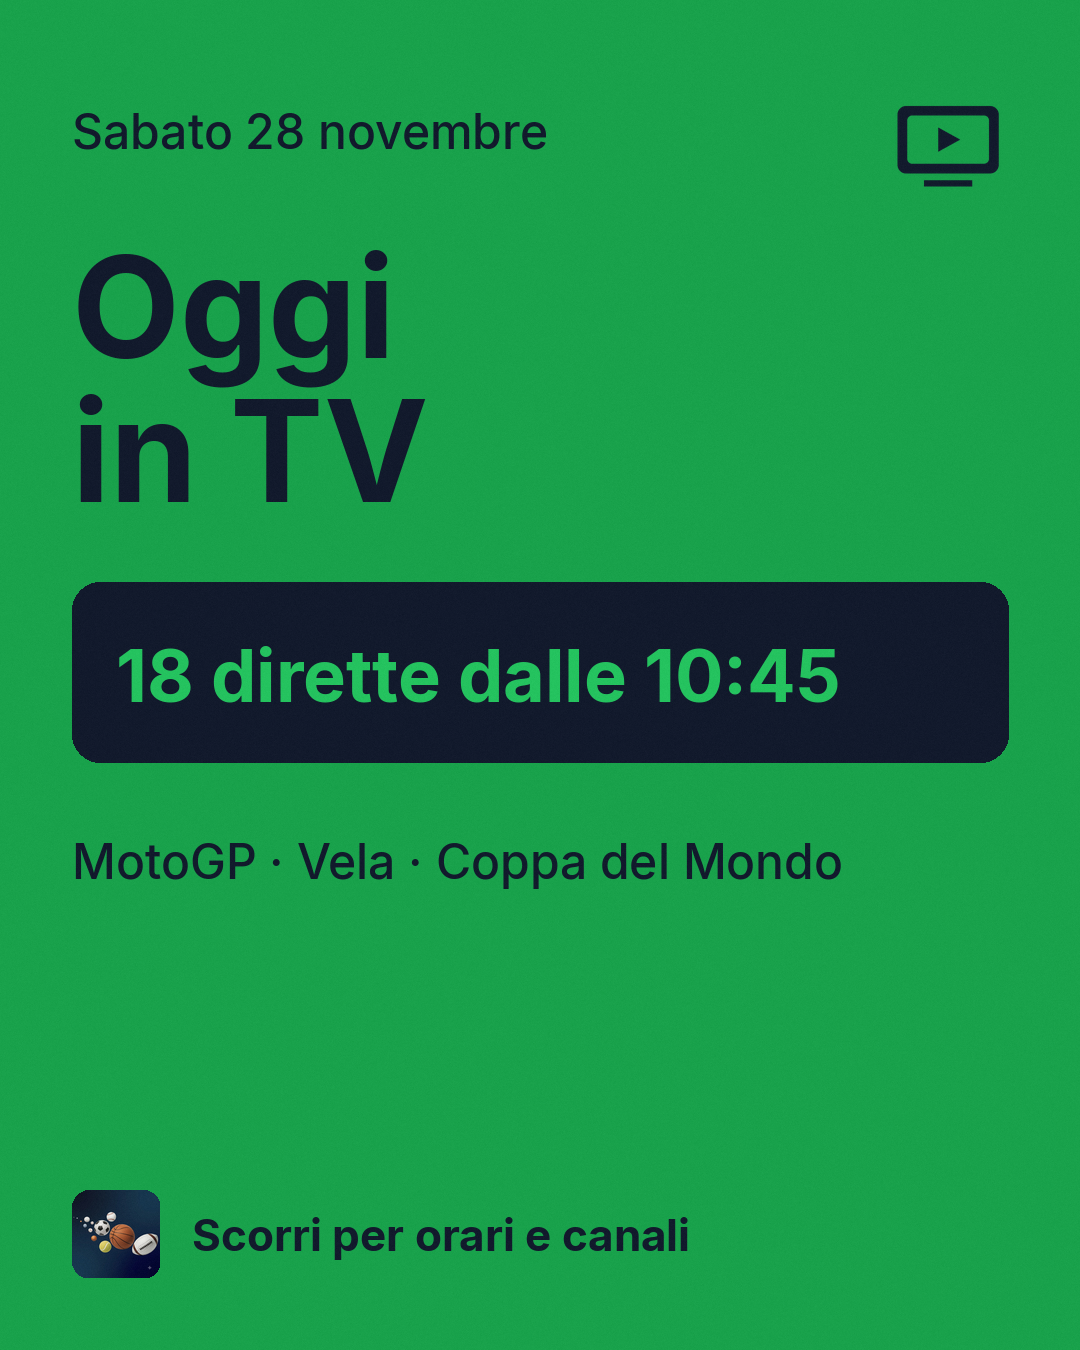 Sabato 28 novembre
Oggi
in TV
18 dirette dalle 10:45
MotoGP · Vela · Coppa del Mondo
Scorri per orari e canali